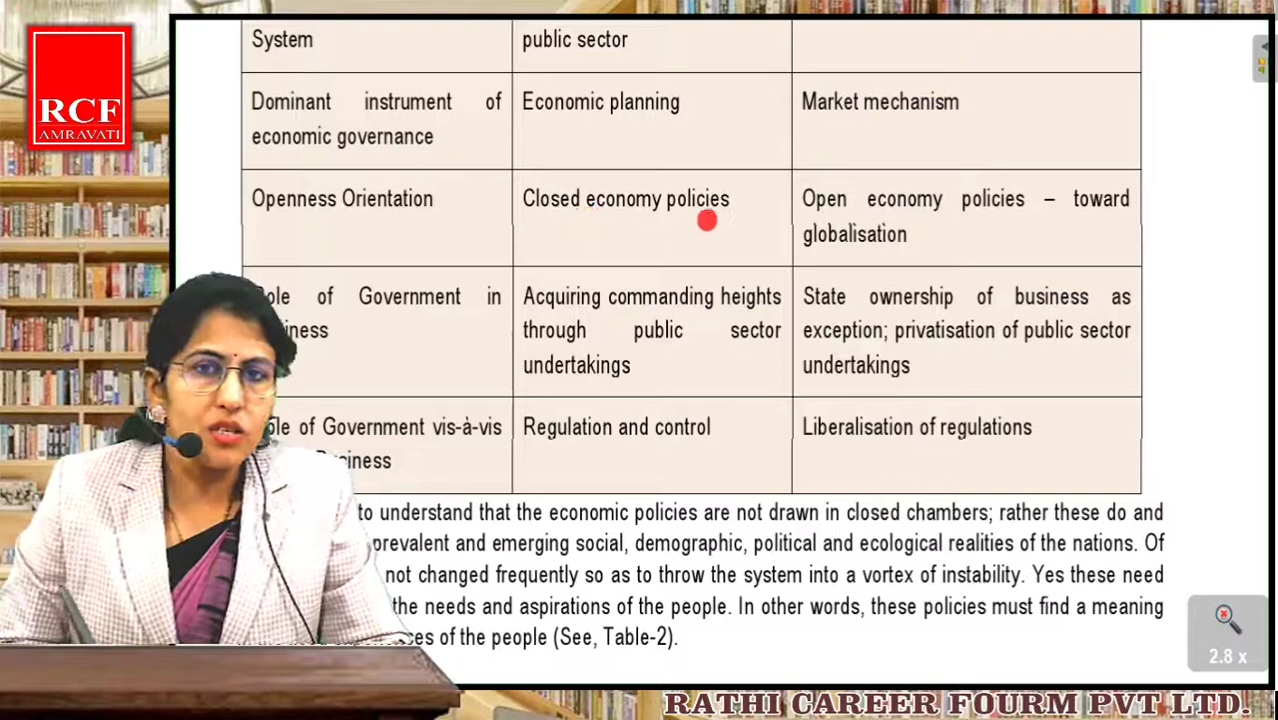 RCF
AMRAVATI
System
public sector
Dominant instrument of
economic governance
Economic planning
Market mechanism
Openness Orientation
Closed economy policies
Open economy policies – toward
globalisation
of Government in
Acquiring commanding heights
through public sector
undertakings
State ownership of business as
exception; privatisation of public sector
undertakings
of Government vis-à-vis
Regulation and control
Liberalisation of regulations
to understand that the economic policies are not drawn in closed chambers; rather these do and
prevalent and emerging social, demographic, political and ecological realities of the nations. Of
not changed frequently so as to throw the system into a vortex of instability. Yes these need
the needs and aspirations of the people. In other words, these policies must find a meaning
of the people (See, Table-2).
2.8 x
RATHI CAREER FOURM PVT LTD.